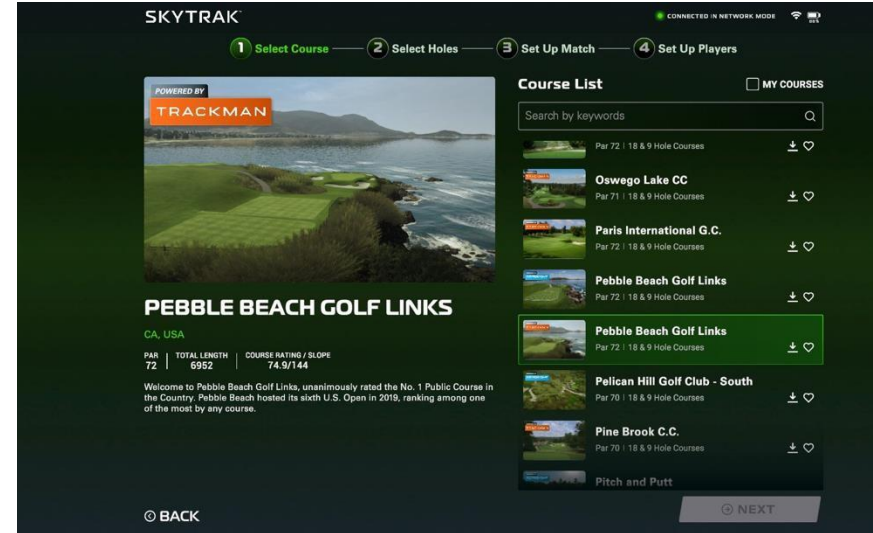 SKYTRAK
CONNECTED IN NETWORK MODE
1 Select Course
2 Select Holes
3 Set Up Match
4 Set Up Players
POWERED BY
TRACKMAN
PEBBLE BEACH GOLF LINKS
CA, USA
PAR
72
TOTAL LENGTH
6952
COURSE RATING / SLOPE
74.9/144
Welcome to Pebble Beach Golf Links, unanimously rated the No. 1 Public Course in
the Country. Pebble Beach hosted its sixth U.S. Open in 2019, ranking among one
of the most by any course.
Course List
MY COURSES
Search by keywords
Par 72 | 18 & 9 Hole Courses
Oswego Lake CC
Par 71 | 18 & 9 Hole Courses
Paris International G.C.
Par 72 | 18 & 9 Hole Courses
Pebble Beach Golf Links
Par 72 | 18 & 9 Hole Courses
Pebble Beach Golf Links
Par 72 | 18 & 9 Hole Courses
Pelican Hill Golf Club - South
Par 70 | 18 & 9 Hole Courses
Pine Brook C.C.
Par 70 | 18 & 9 Hole Courses
Pitch and Putt
BACK
NEXT